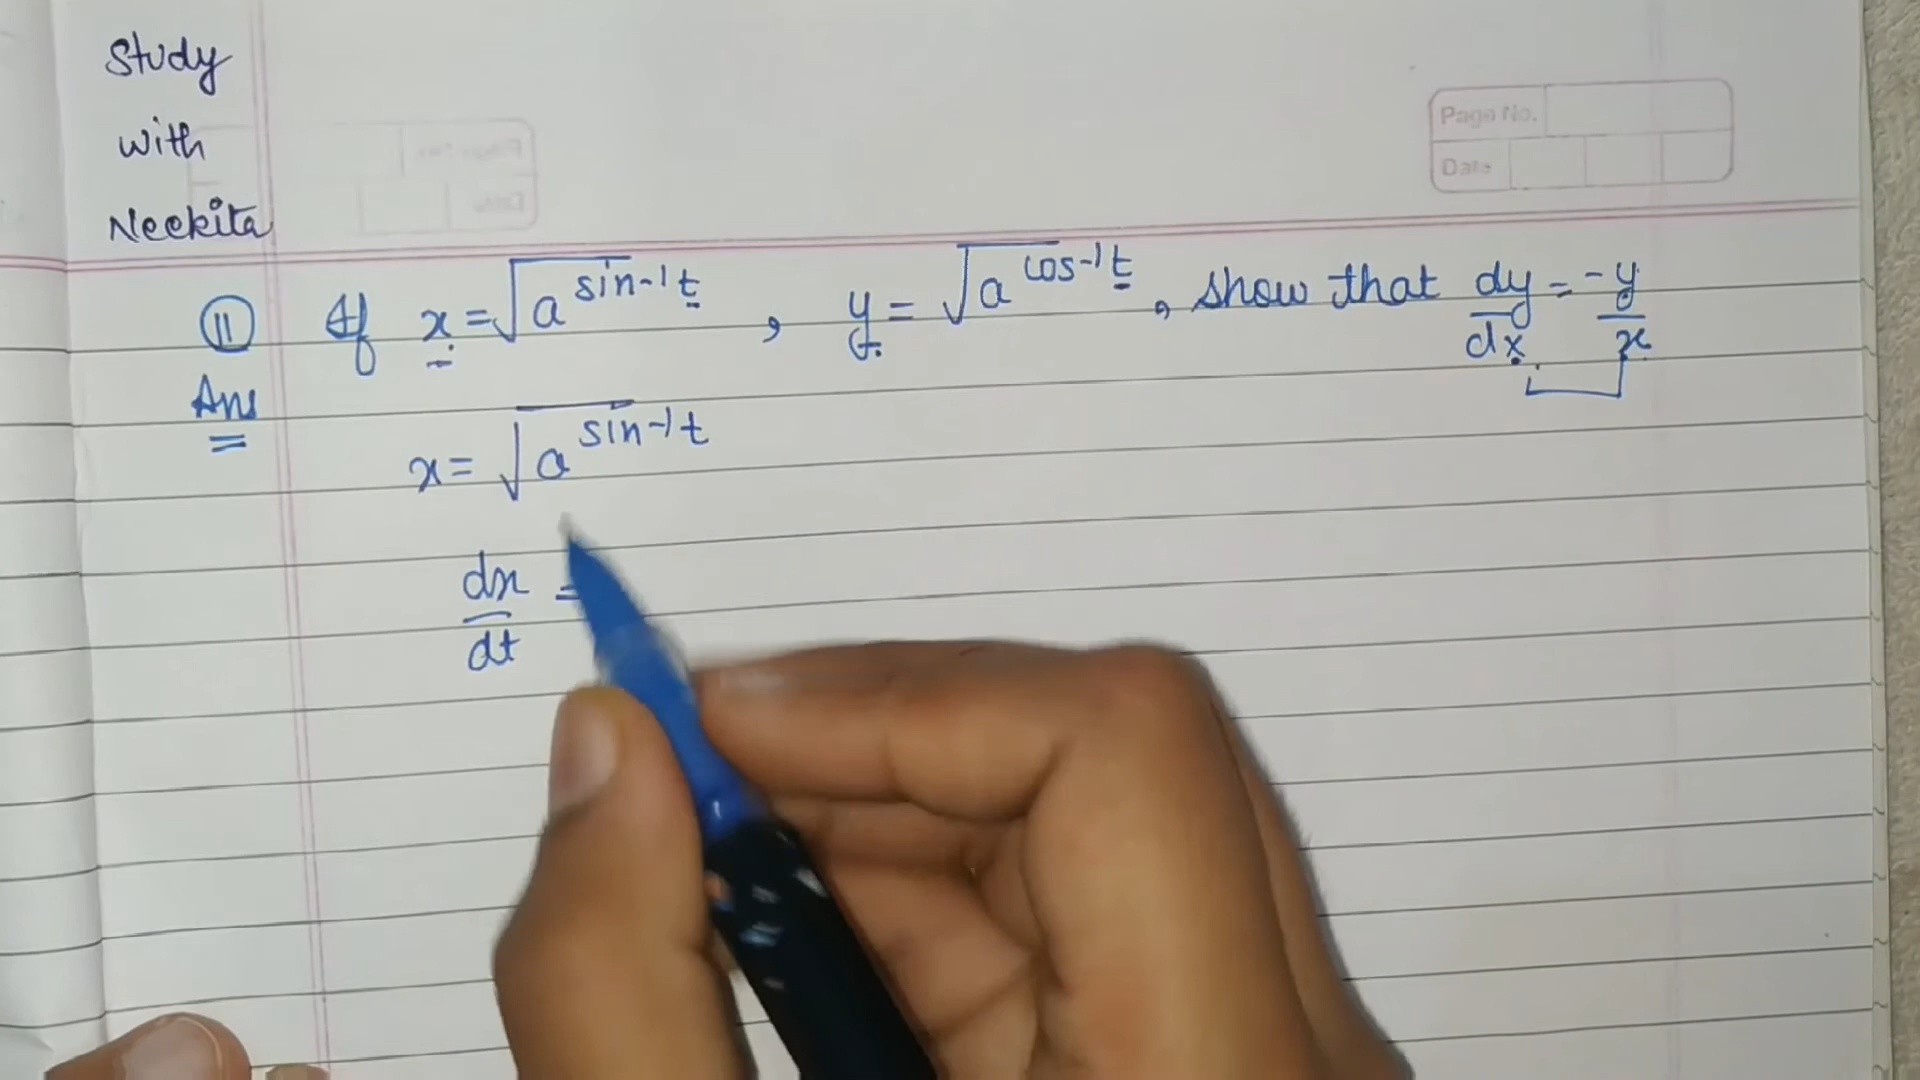 Study
with
Neekita
Page No.
Date
11 If x = √a^sin-1t , y = √a^cos-1t , show that dy/dx = -y/x
Ans
x = √a^sin-1t
dx/dt =